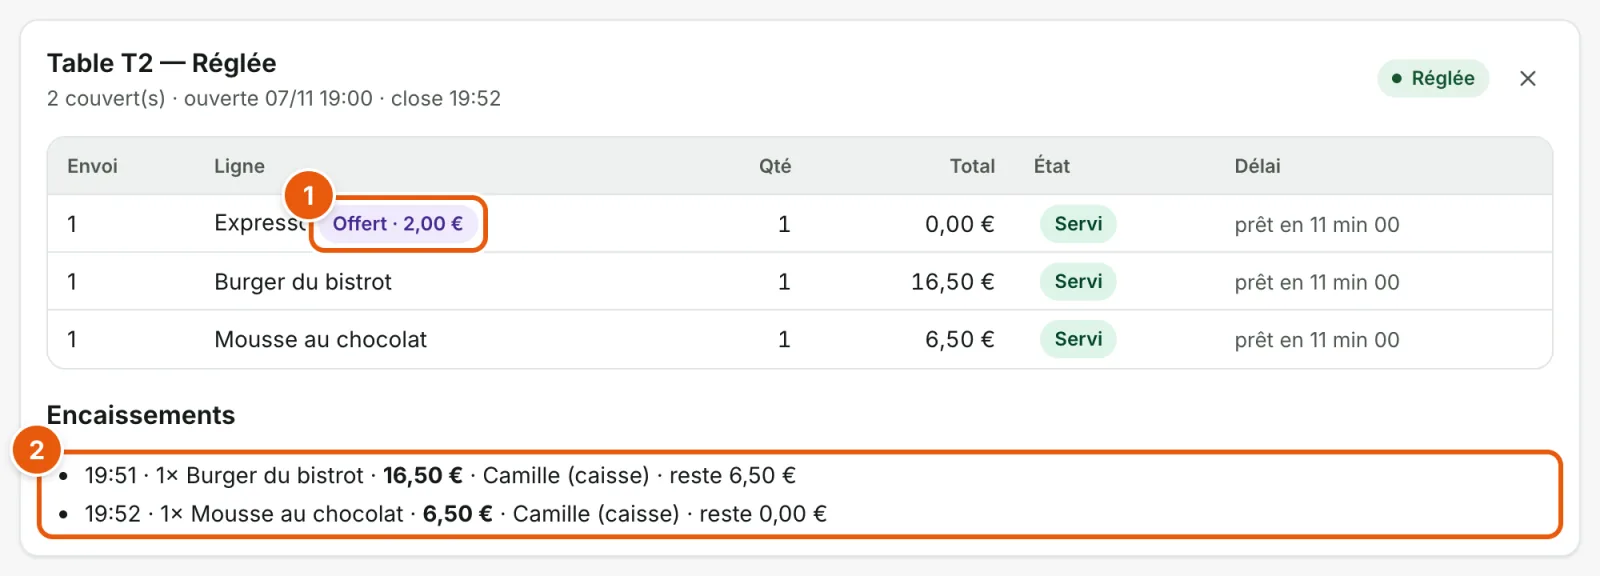 Table T2 — Réglée
2 couvert(s) · ouverte 07/11 19:00 · close 19:52
Réglée
Envoi Ligne Qté Total État Délai
1
1 Expresso Offert · 2,00 € 1 0,00 € Servi prêt en 11 min 00
1 Burger du bistrot 1 16,50 € Servi prêt en 11 min 00
1 Mousse au chocolat 1 6,50 € Servi prêt en 11 min 00
Encaissements
2
• 19:51 · 1× Burger du bistrot · 16,50 € · Camille (caisse) · reste 6,50 €
• 19:52 · 1× Mousse au chocolat · 6,50 € · Camille (caisse) · reste 0,00 €